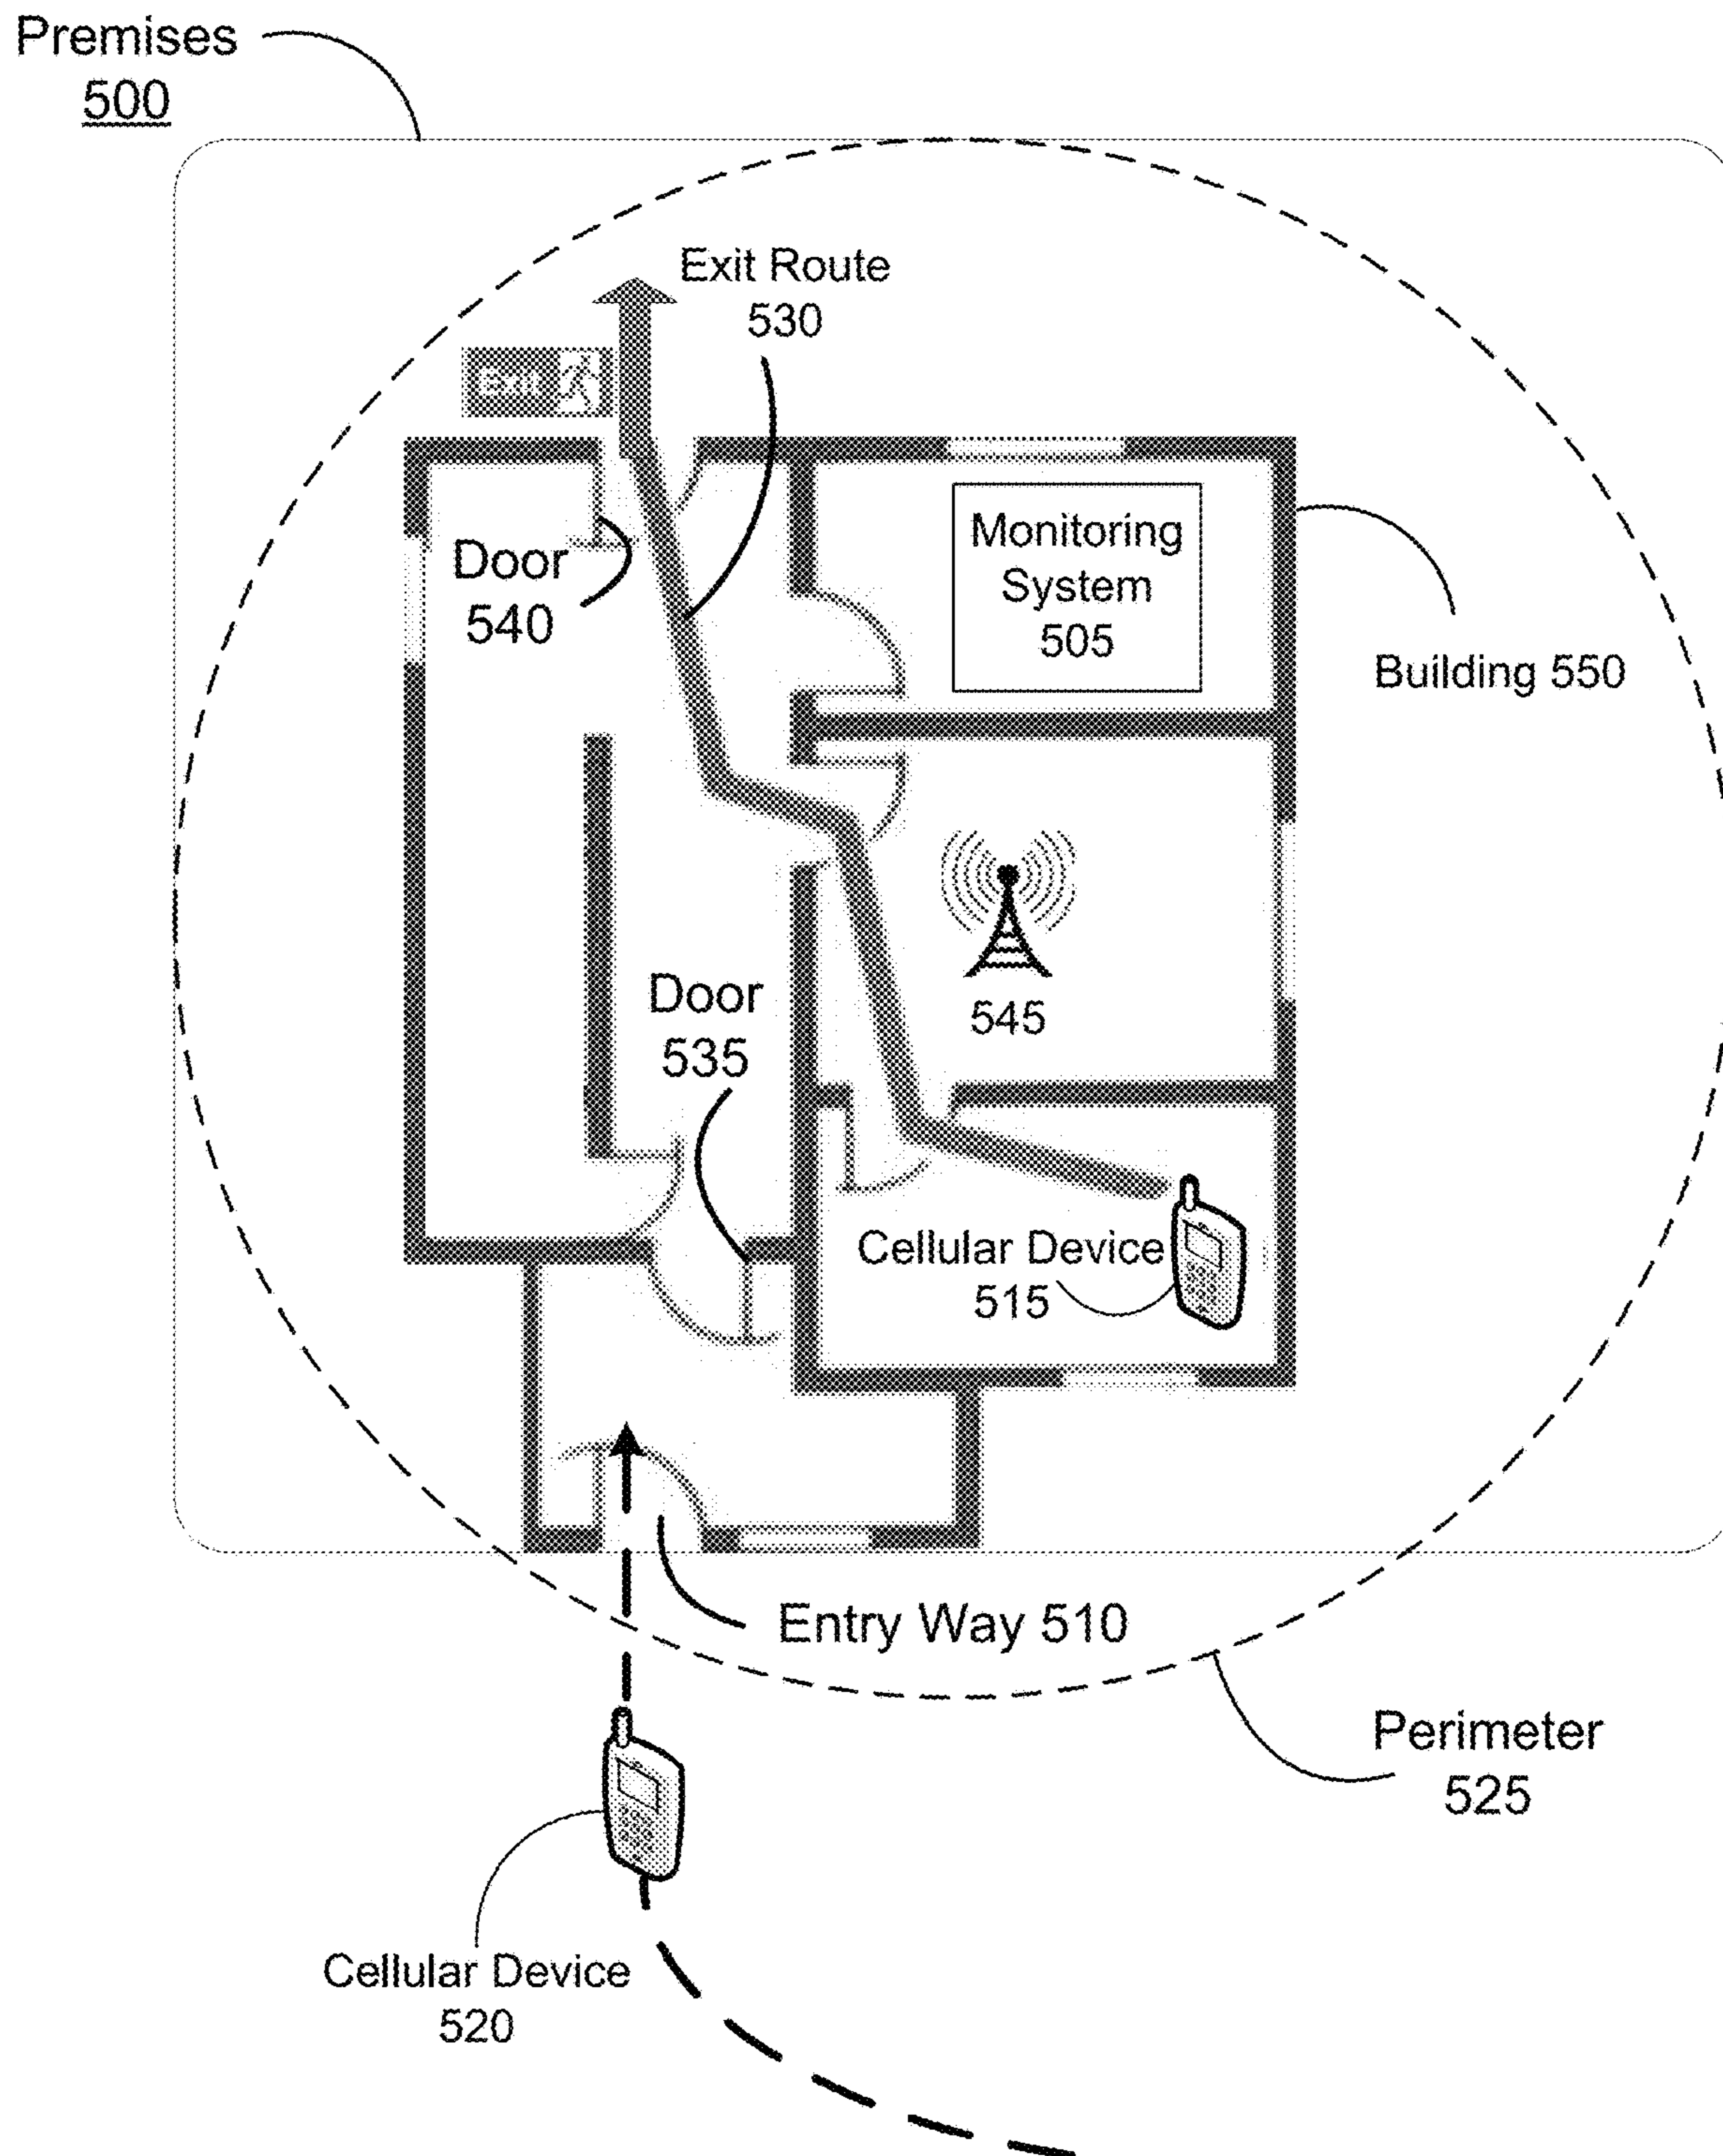 Premises
500
Exit Route
530
Exit
Monitoring
System
505
Door
540
Building 550
Door
535
545
Cellular Device
515
Entry Way 510
Perimeter
525
Cellular Device
520